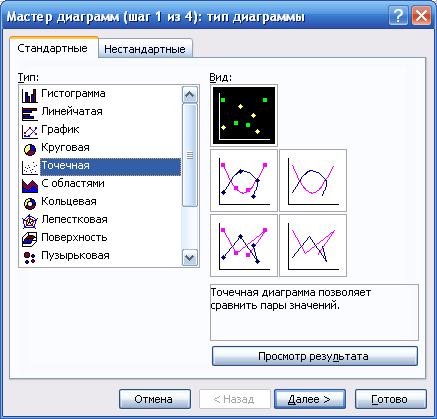 Мастер диаграмм (шаг 1 из 4): тип диаграммы
Стандартные Нестандартные
Тип: Вид:
Гистограмма
Линейчатая
График
Круговая
Точечная
С областями
Кольцевая
Лепестковая
Поверхность
Пузырьковая
Точечная диаграмма позволяет
сравнить пары значений.
Просмотр результата
Отмена < Назад Далее > Готово